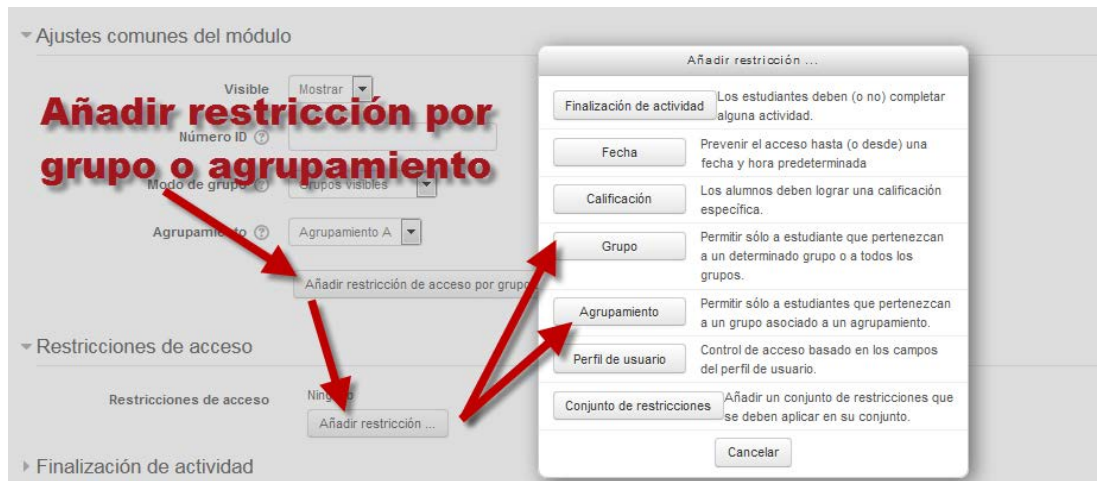 Ajustes comunes del módulo
Visible
Mostrar
Añadir restricción por
Número ID
grupo o agrupamiento
Modo de grupo
Grupos visibles
Agrupamiento
Agrupamiento A
Añadir restricción de acceso por grupo
Restricciones de acceso
Restricciones de acceso
Ninguno
Añadir restricción ...
Finalización de actividad
Añadir restricción ...
Finalización de actividad
Los estudiantes deben (o no) completar
alguna actividad.
Fecha
Prevenir el acceso hasta (o desde) una
fecha y hora predeterminada
Calificación
Los alumnos deben lograr una calificación
específica.
Grupo
Permitir sólo a estudiante que pertenezcan
a un determinado grupo o a todos los
grupos.
Agrupamiento
Permitir sólo a estudiantes que pertenezcan
a un grupo asociado a un agrupamiento.
Perfil de usuario
Control de acceso basado en los campos
del perfil de usuario.
Conjunto de restricciones
Añadir un conjunto de restricciones que
se deben aplicar en su conjunto.
Cancelar